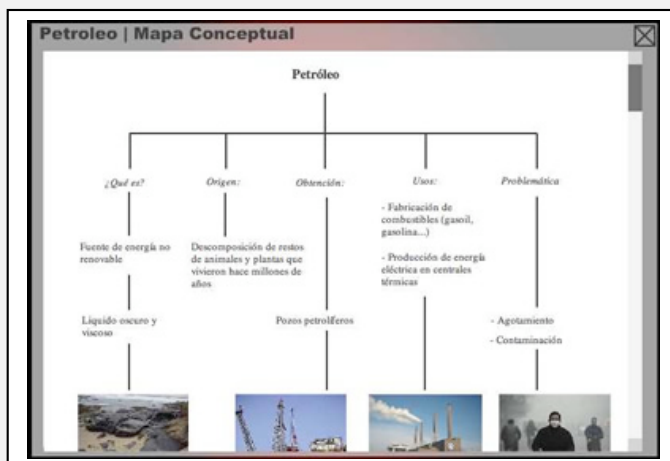 Petroleo | Mapa Conceptual
Petróleo
¿Qué es?
Origen:
Obtención:
Usos:
Problemática
Fuente de energía no
renovable
Líquido oscuro y
viscoso
Descomposición de restos
de animales y plantas que
vivieron hace millones de
años
Pozos petrolíferos
- Fabricación de
combustibles (gasoil,
gasolina...)
- Producción de energía
eléctrica en centrales
térmicas
- Agotamiento
- Contaminación